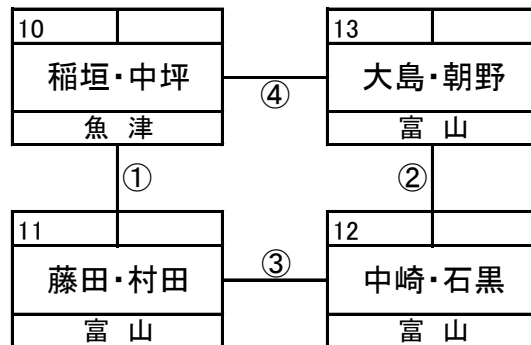 10
稲垣・中坪
魚 津
13
大島・朝野
富 山
④
①
②
11
藤田・村田
富 山
12
中崎・石黒
富 山
③